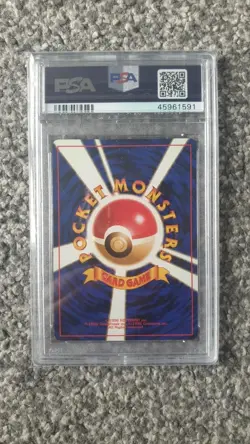 PSA
PSA
45961591
POCKET MONSTERS
CARD GAME